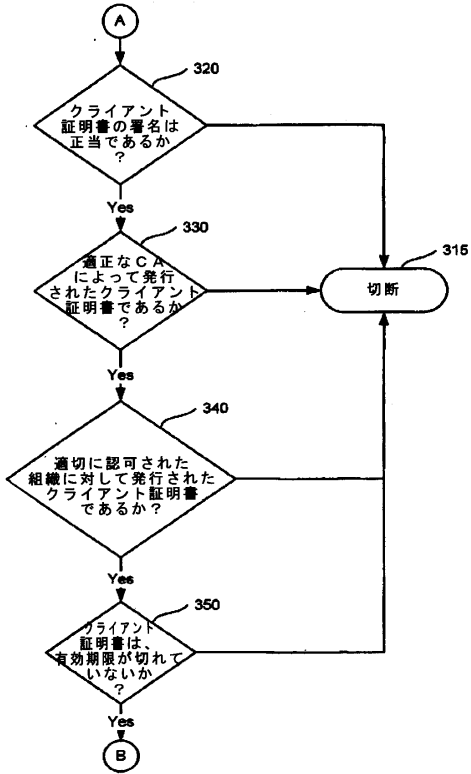 A
320
クライアント
証明書の署名は
正当であるか
?
Yes
330
適正なCA
によって発行
されたクライアント
証明書であるか
?
315
切断
Yes
340
適切に認可された
組織に対して発行された
クライアント証明書
であるか?
Yes
350
クライアント
証明書は、
有効期限が切れて
いないか
?
Yes
B